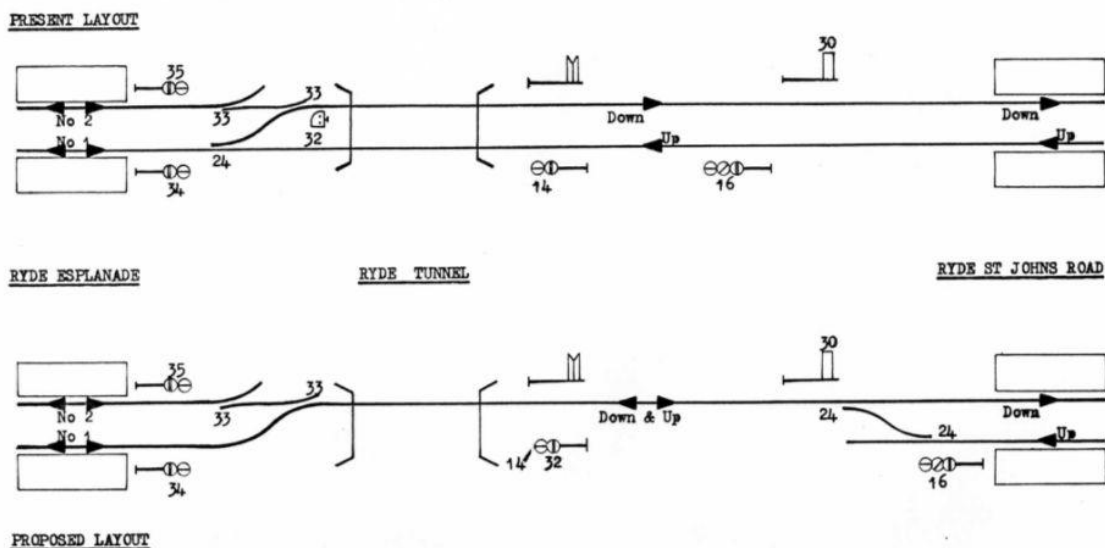 PRESENT LAYOUT
30
35
33
33
No 2
Down
Down
No 1
32
Up
Up
24
34
14
16
RYDE ESPLANADE
RYDE TUNNEL
RYDE ST JOHNS ROAD
30
35
33
33
No 2
Down & Up
24
Down
No 1
24
Up
14
32
34
16
PROPOSED LAYOUT